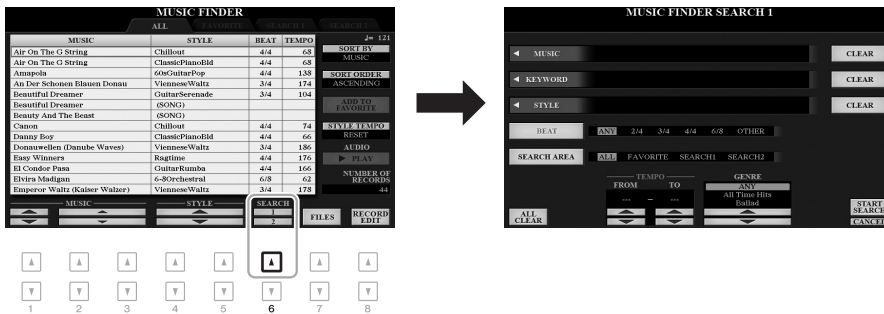 MUSIC FINDER
ALL FAVORITE SEARCH 1 SEARCH 2
MUSIC STYLE BEAT TEMPO
Air On The G String Chillout 4/4 68
Air On The G String ClassicPianoBld 4/4 68
Amapola 60sGuitarPop 4/4 138
An Der Schonen Blauen Donau VienneseWaltz 3/4 174
Beautiful Dreamer GuitarSerenade 3/4 104
Beautiful Dreamer (SONG)
Beauty And The Beast (SONG)
Canon Chillout 4/4 74
Danny Boy ClassicPianoBld 4/4 66
Donauwellen (Danube Waves) VienneseWaltz 3/4 186
Easy Winners Ragtime 4/4 176
El Condor Pasa GuitarRumba 4/4 166
Elvira Madigan 6-8Orchestral 6/8 62
Emperor Waltz (Kaiser Walzer) VienneseWaltz 3/4 178
♩= 121
SORT BY
MUSIC
SORT ORDER
ASCENDING
ADD TO
FAVORITE
STYLE TEMPO
RESET
AUDIO
▶ PLAY
NUMBER OF
RECORDS
44
MUSIC STYLE SEARCH
1
2
FILES
RECORD
EDIT
1 2 3 4 5 6 7 8
MUSIC FINDER SEARCH 1
MUSIC CLEAR
KEYWORD CLEAR
STYLE CLEAR
BEAT ANY 2/4 3/4 4/4 6/8 OTHER
SEARCH AREA ALL FAVORITE SEARCH1 SEARCH2
TEMPO
FROM TO
--- – ---
GENRE
ANY
All Time Hits
Ballad
ALL
CLEAR
START
SEARCH
CANCEL